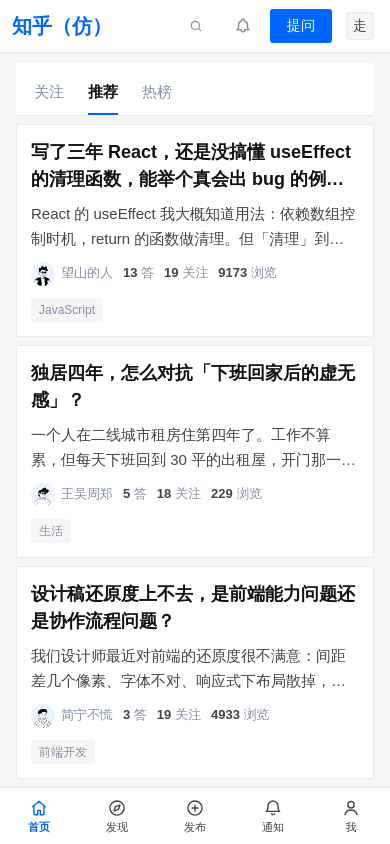 知乎（仿）
提问
走
关注 推荐 热榜
写了三年 React，还是没搞懂 useEffect
的清理函数，能举个真会出 bug 的例…
React 的 useEffect 我大概知道用法：依赖数组控
制时机，return 的函数做清理。但「清理」到…
望山的人 13 答 19 关注 9173 浏览
JavaScript
独居四年，怎么对抗「下班回家后的虚无
感」？
一个人在二线城市租房住第四年了。工作不算
累，但每天下班回到 30 平的出租屋，开门那一…
王吴周郑 5 答 18 关注 229 浏览
生活
设计稿还原度上不去，是前端能力问题还
是协作流程问题？
我们设计师最近对前端的还原度很不满意：间距
差几个像素、字体不对、响应式下布局散掉，…
简宁不慌 3 答 19 关注 4933 浏览
前端开发
首页 发现 发布 通知 我